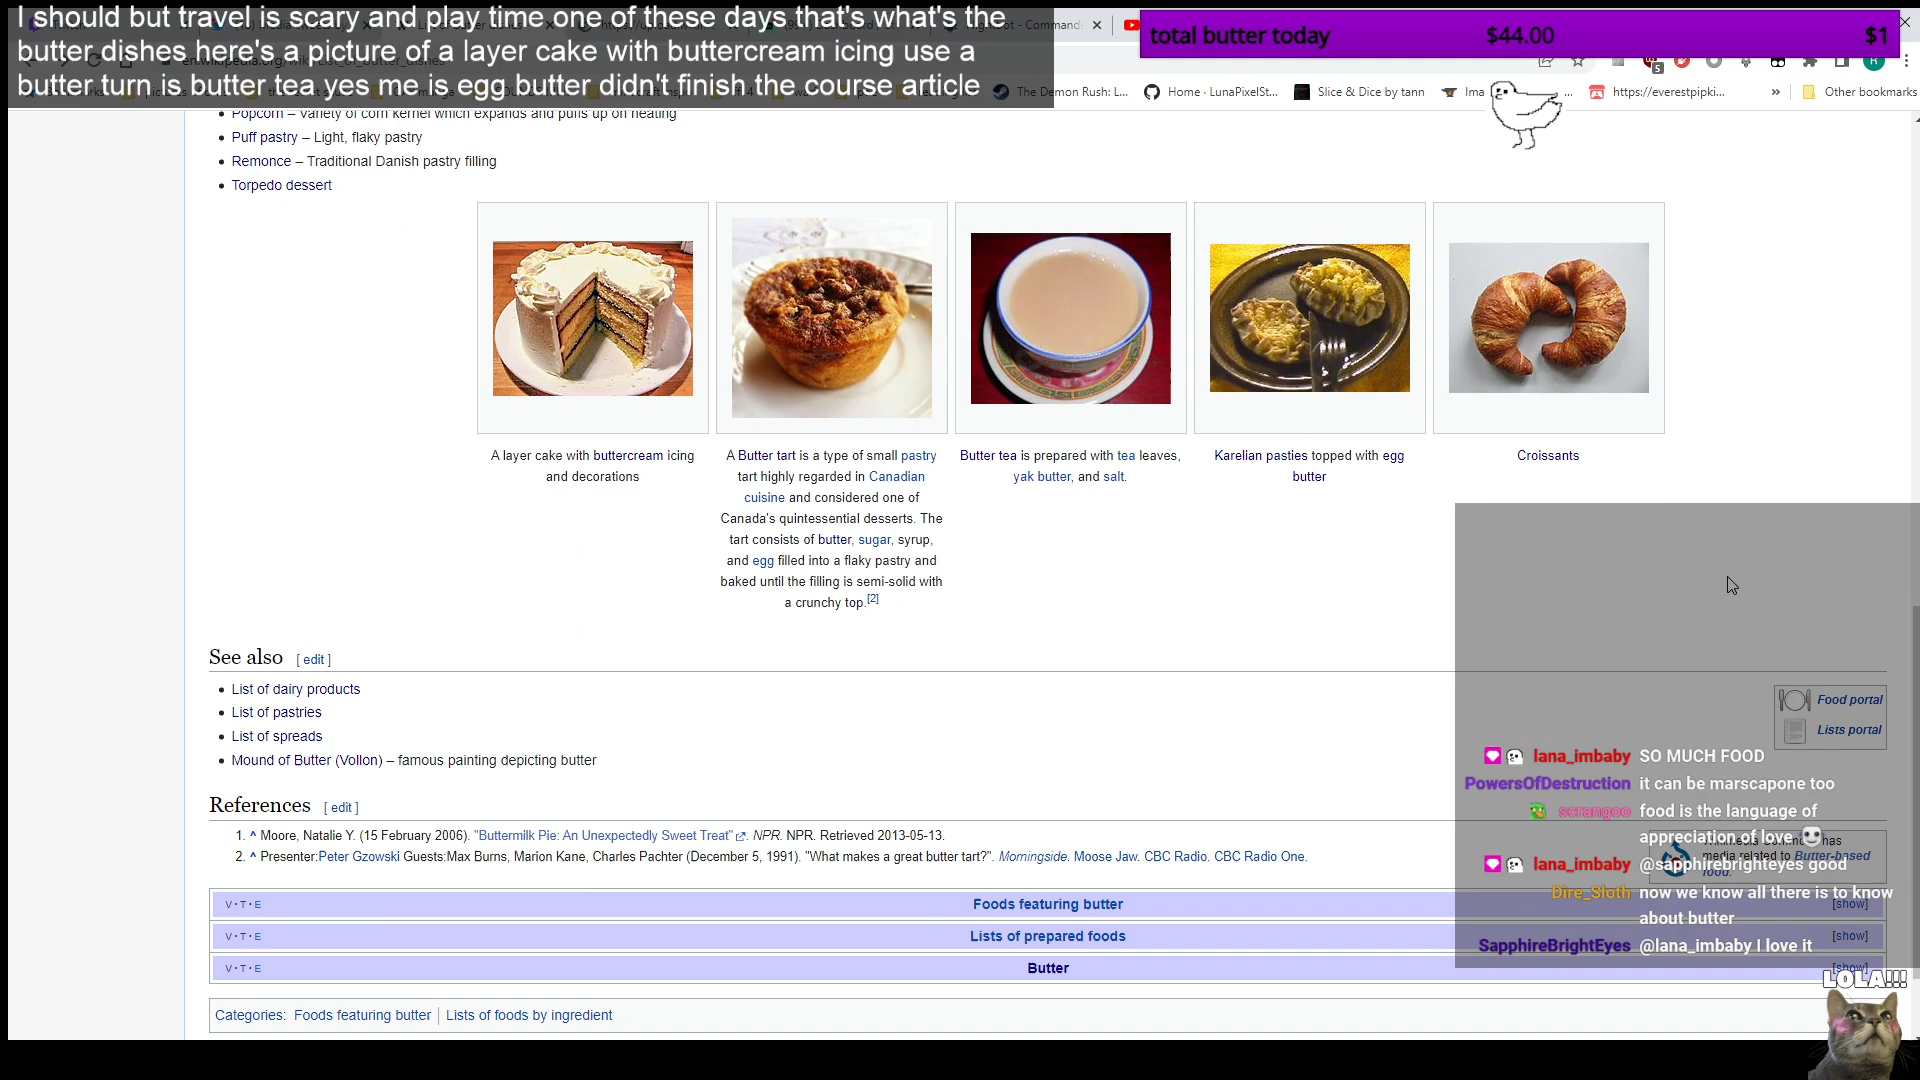 I should but travel is scary and play time one of these days that's what's the
butter dishes here's a picture of a layer cake with buttercream icing use a
butter turn is butter tea yes me is egg butter didn't finish the course article
total butter today $44.00 $1
The Demon Rush: L...
Home · LunaPixelSt...
Slice & Dice by tann
Ima
https://everestpipki...
»
Other bookmarks
Popcorn – Variety of corn kernel which expands and puffs up on heating
Puff pastry – Light, flaky pastry
Remonce – Traditional Danish pastry filling
Torpedo dessert
A layer cake with buttercream icing
and decorations
A Butter tart is a type of small pastry
tart highly regarded in Canadian
cuisine and considered one of
Canada's quintessential desserts. The
tart consists of butter, sugar, syrup,
and egg filled into a flaky pastry and
baked until the filling is semi-solid with
a crunchy top.[2]
Butter tea is prepared with tea leaves,
yak butter, and salt.
Karelian pasties topped with egg
butter
Croissants
See also [ edit ]
List of dairy products
List of pastries
List of spreads
Mound of Butter (Vollon) – famous painting depicting butter
Food portal
Lists portal
References [ edit ]
1. ^ Moore, Natalie Y. (15 February 2006). "Buttermilk Pie: An Unexpectedly Sweet Treat". NPR. NPR. Retrieved 2013-05-13.
2. ^ Presenter:Peter Gzowski Guests:Max Burns, Marion Kane, Charles Pachter (December 5, 1991). "What makes a great butter tart?". Morningside. Moose Jaw. CBC Radio. CBC Radio One.
has
media related to Butter-based
food.
lana_imbaby SO MUCH FOOD
PowersOfDestruction it can be marscapone too
scrangoo food is the language of
appreciation of love
lana_imbaby @sapphirebrighteyes good
Dire_Sloth now we know all there is to know
about butter
SapphireBrightEyes @lana_imbaby I love it
V · T · E Foods featuring butter [show]
V · T · E Lists of prepared foods [show]
V · T · E Butter [show]
Categories: Foods featuring butter | Lists of foods by ingredient
LOLA!!!